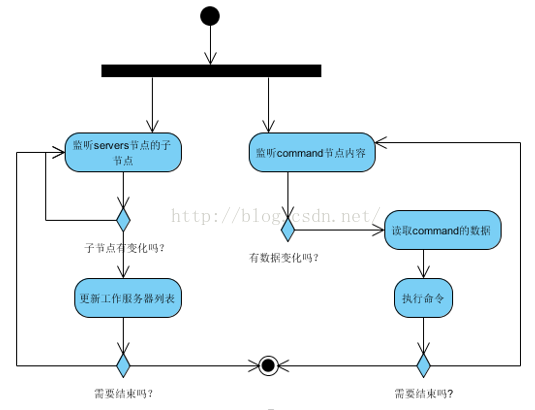 监听servers节点的子
节点
监听command节点内容
http://blog.csdn.net/
子节点有变化吗?
有数据变化吗?
读取command的数据
更新工作服务器列表
执行命令
需要结束吗?
需要结束吗?